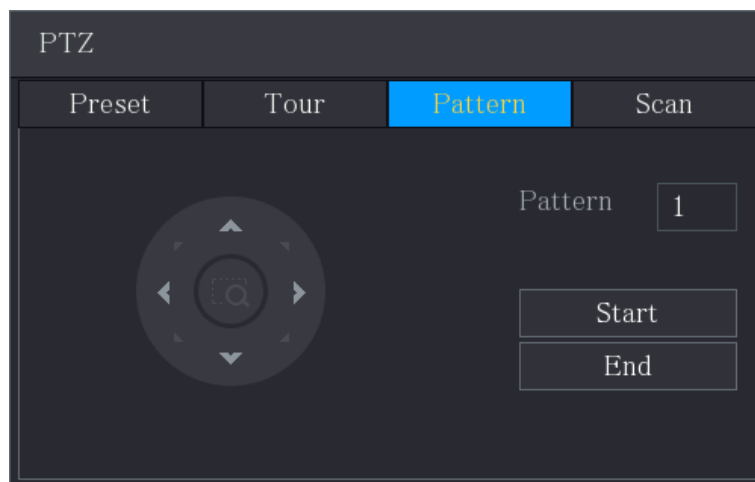 PTZ
Preset Tour Pattern Scan
Pattern 1
Start
End